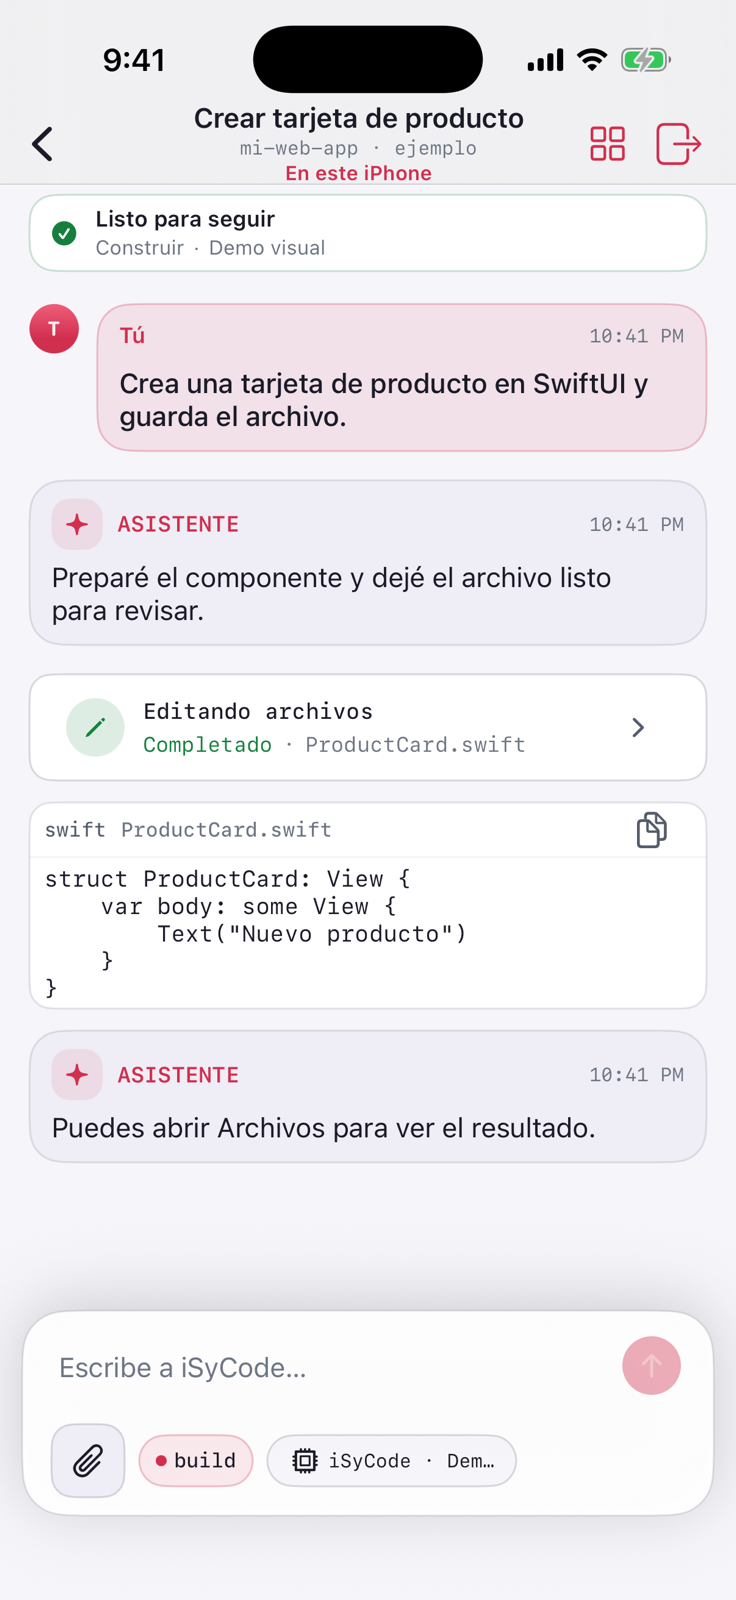 9:41
Crear tarjeta de producto
mi-web-app · ejemplo
En este iPhone
Listo para seguir
Construir · Demo visual
T
Tú 10:41 PM
Crea una tarjeta de producto en SwiftUI y
guarda el archivo.
ASISTENTE 10:41 PM
Preparé el componente y dejé el archivo listo
para revisar.
Editando archivos
Completado · ProductCard.swift
swift ProductCard.swift
struct ProductCard: View {
    var body: some View {
        Text("Nuevo producto")
    }
}
ASISTENTE 10:41 PM
Puedes abrir Archivos para ver el resultado.
Escribe a iSyCode...
build
iSyCode · Dem...